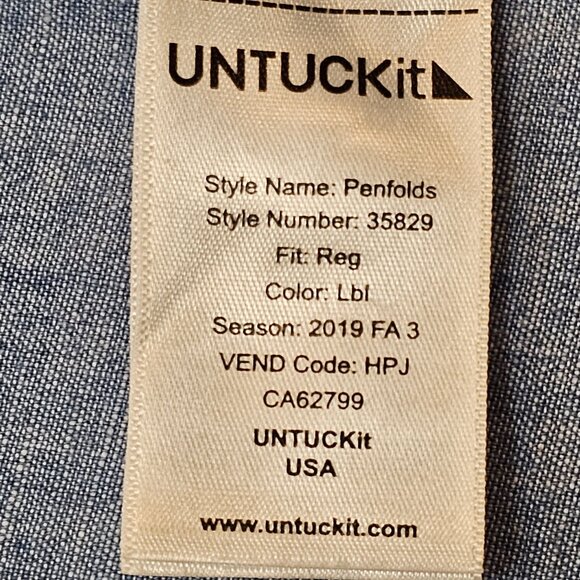 UNTUCKit
Style Name: Penfolds
Style Number: 35829
Fit: Reg
Color: Lbl
Season: 2019 FA 3
VEND Code: HPJ
CA62799
UNTUCKit
USA
www.untuckit.com